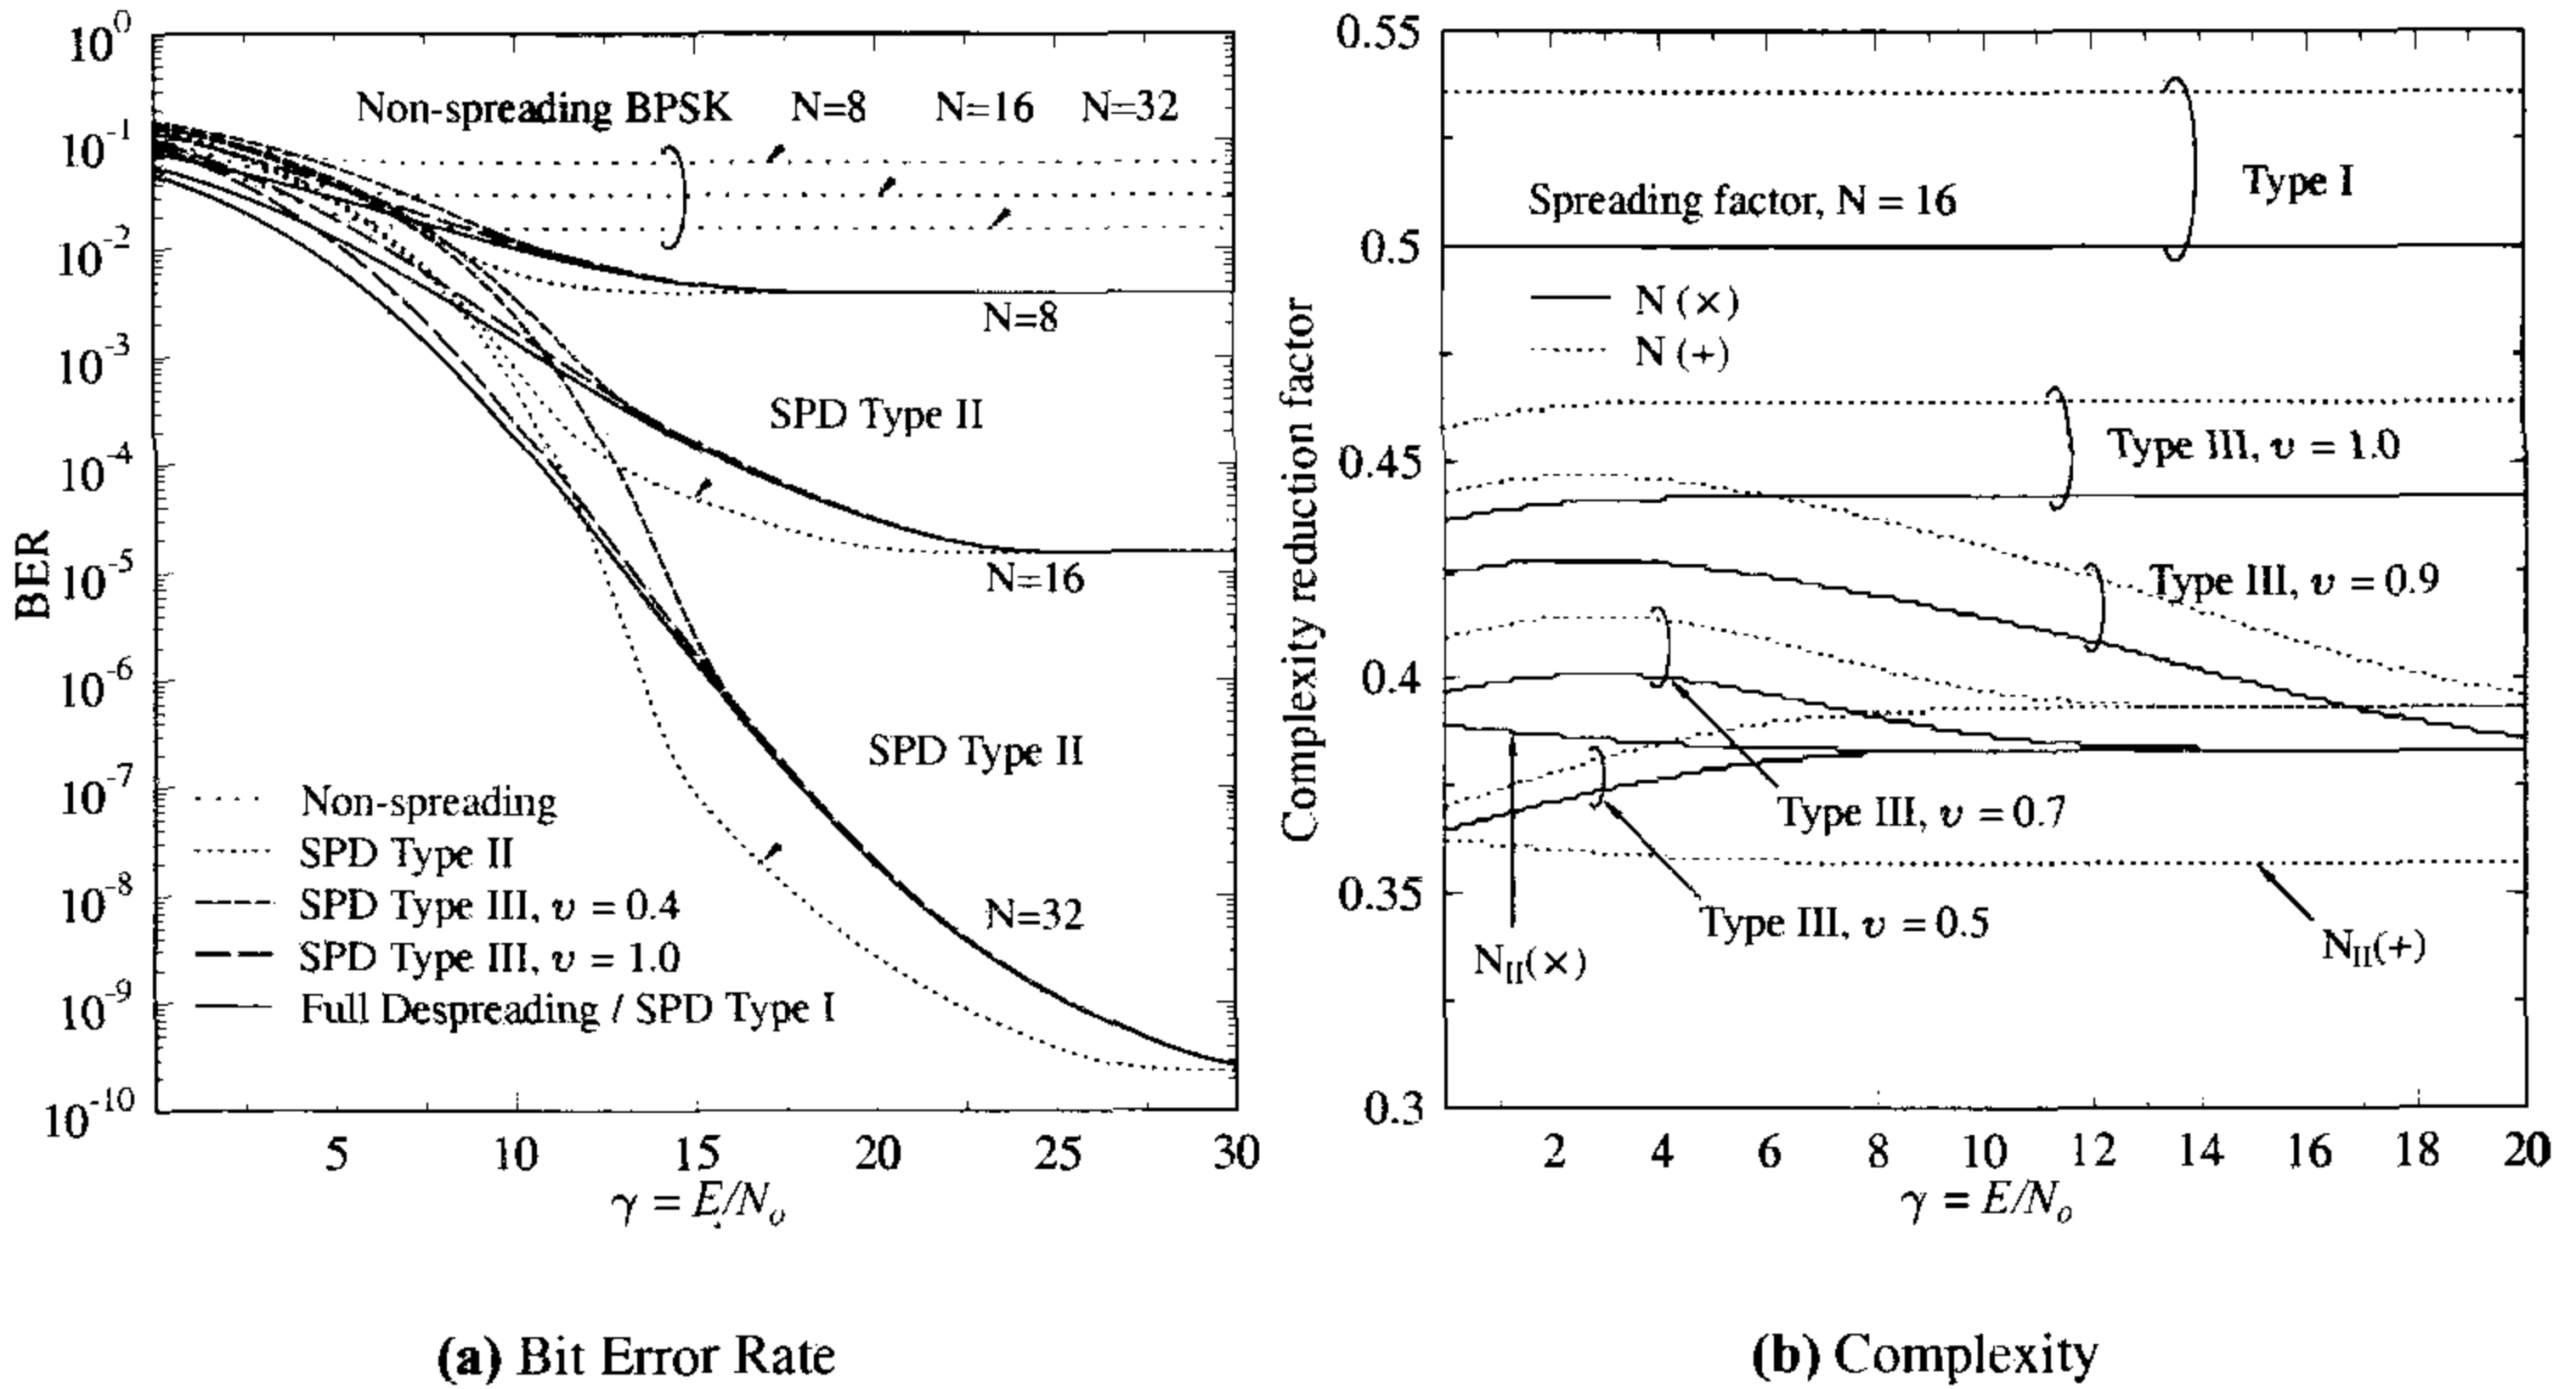 10^0
10^-1
10^-2
10^-3
10^-4
10^-5
10^-6
10^-7
10^-8
10^-9
10^-10
BER
Non-spreading BPSK N=8 N=16 N=32
N=8
SPD Type II
N=16
SPD Type II
N=32
Non-spreading
SPD Type II
SPD Type III, υ = 0.4
SPD Type III, υ = 1.0
Full Despreading / SPD Type I
5 10 15 20 25 30
γ = E/N_o
(a) Bit Error Rate
0.55
0.5
0.45
0.4
0.35
0.3
Complexity reduction factor
Type I
Spreading factor, N = 16
N (×)
N (+)
Type III, υ = 1.0
Type III, υ = 0.9
Type III, υ = 0.7
Type III, υ = 0.5
N_II(+)
N_II(×)
2 4 6 8 10 12 14 16 18 20
γ = E/N_o
(b) Complexity